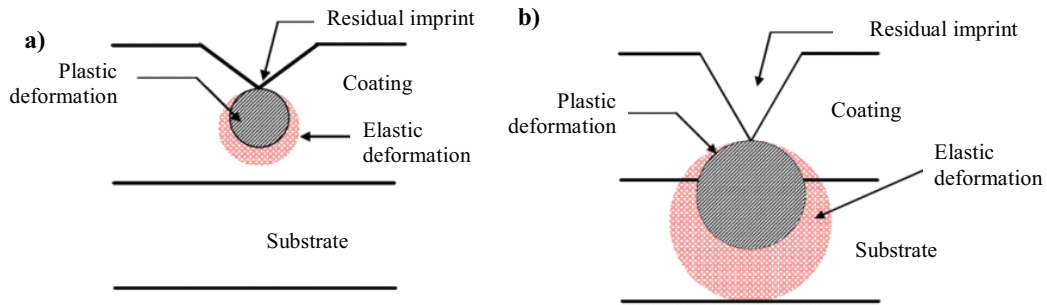 a)
Residual imprint
Plastic
deformation
Coating
Elastic
deformation
Substrate
b)
Residual imprint
Plastic
deformation
Coating
Elastic
deformation
Substrate